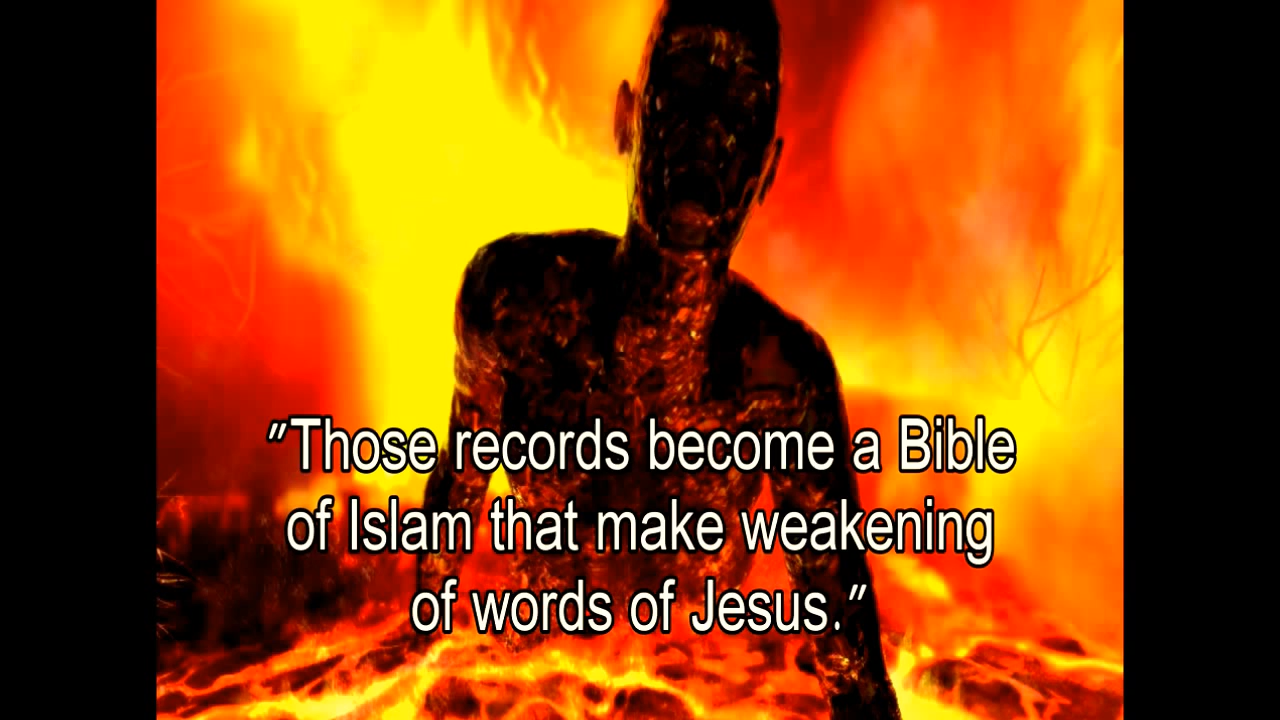 "Those records become a Bible
of Islam that make weakening
of words of Jesus."